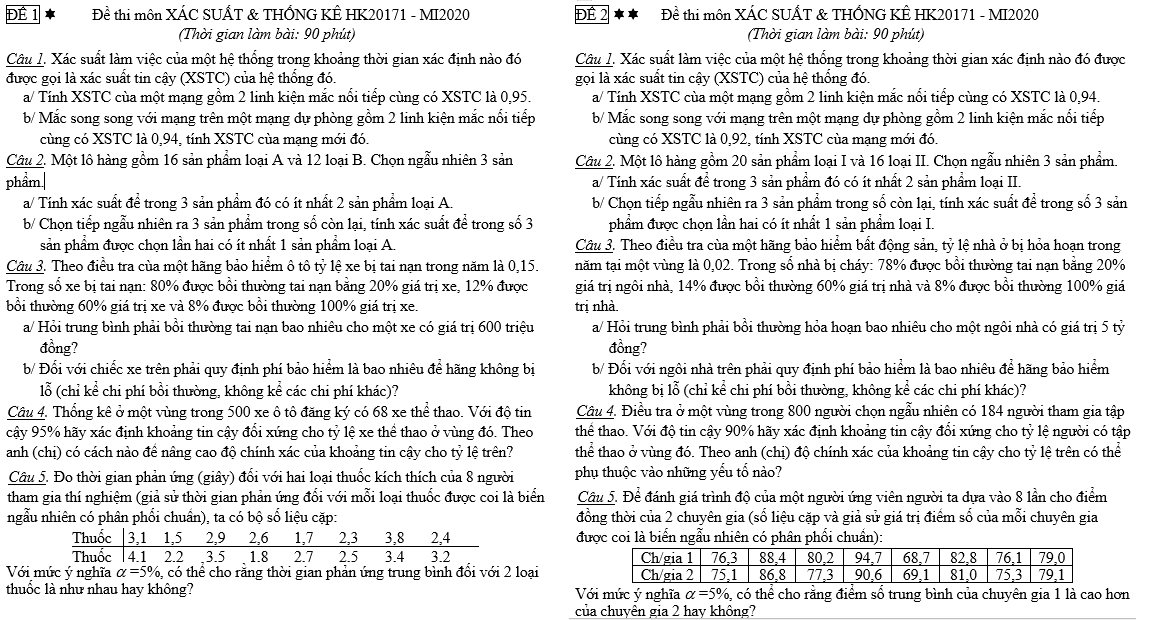 ĐỀ 1 ★ Đề thi môn XÁC SUẤT & THỐNG KÊ HK20171 - MI2020
(Thời gian làm bài: 90 phút)
Câu 1. Xác suất làm việc của một hệ thống trong khoảng thời gian xác định nào đó
được gọi là xác suất tin cậy (XSTC) của hệ thống đó.
a/ Tính XSTC của một mạng gồm 2 linh kiện mắc nối tiếp cùng có XSTC là 0,95.
b/ Mắc song song với mạng trên một mạng dự phòng gồm 2 linh kiện mắc nối tiếp
cùng có XSTC là 0,94, tính XSTC của mạng mới đó.
Câu 2. Một lô hàng gồm 16 sản phẩm loại A và 12 loại B. Chọn ngẫu nhiên 3 sản
phẩm.
a/ Tính xác suất để trong 3 sản phẩm đó có ít nhất 2 sản phẩm loại A.
b/ Chọn tiếp ngẫu nhiên ra 3 sản phẩm trong số còn lại, tính xác suất để trong số 3
sản phẩm được chọn lần hai có ít nhất 1 sản phẩm loại A.
Câu 3. Theo điều tra của một hãng bảo hiểm ô tô tỷ lệ xe bị tai nạn trong năm là 0,15.
Trong số xe bị tai nạn: 80% được bồi thường tai nạn bằng 20% giá trị xe, 12% được
bồi thường 60% giá trị xe và 8% được bồi thường 100% giá trị xe.
a/ Hỏi trung bình phải bồi thường tai nạn bao nhiêu cho một xe có giá trị 600 triệu
đồng?
b/ Đối với chiếc xe trên phải quy định phí bảo hiểm là bao nhiêu để hãng không bị
lỗ (chỉ kể chi phí bồi thường, không kể các chi phí khác)?
Câu 4. Thống kê ở một vùng trong 500 xe ô tô đăng ký có 68 xe thể thao. Với độ tin
cậy 95% hãy xác định khoảng tin cậy đối xứng cho tỷ lệ xe thể thao ở vùng đó. Theo
anh (chị) có cách nào để nâng cao độ chính xác của khoảng tin cậy cho tỷ lệ trên?
Câu 5. Đo thời gian phản ứng (giây) đối với hai loại thuốc kích thích của 8 người
tham gia thí nghiệm (giả sử thời gian phản ứng đối với mỗi loại thuốc được coi là biến
ngẫu nhiên có phân phối chuẩn), ta có bộ số liệu cặp:
Thuốc 3,1 1,5 2,9 2,6 1,7 2,3 3,8 2,4
Thuốc 4.1 2.2 3.5 1.8 2.7 2.5 3.4 3.2
Với mức ý nghĩa α =5%, có thể cho rằng thời gian phản ứng trung bình đối với 2 loại
thuốc là như nhau hay không?
ĐỀ 2 ★★ Đề thi môn XÁC SUẤT & THỐNG KÊ HK20171 - MI2020
(Thời gian làm bài: 90 phút)
Câu 1. Xác suất làm việc của một hệ thống trong khoảng thời gian xác định nào đó được
gọi là xác suất tin cậy (XSTC) của hệ thống đó.
a/ Tính XSTC của một mạng gồm 2 linh kiện mắc nối tiếp cùng có XSTC là 0,94.
b/ Mắc song song với mạng trên một mạng dự phòng gồm 2 linh kiện mắc nối tiếp
cùng có XSTC là 0,92, tính XSTC của mạng mới đó.
Câu 2. Một lô hàng gồm 20 sản phẩm loại I và 16 loại II. Chọn ngẫu nhiên 3 sản phẩm.
a/ Tính xác suất để trong 3 sản phẩm đó có ít nhất 2 sản phẩm loại II.
b/ Chọn tiếp ngẫu nhiên ra 3 sản phẩm trong số còn lại, tính xác suất để trong số 3 sản
phẩm được chọn lần hai có ít nhất 1 sản phẩm loại I.
Câu 3. Theo điều tra của một hãng bảo hiểm bất động sản, tỷ lệ nhà ở bị hỏa hoạn trong
năm tại một vùng là 0,02. Trong số nhà bị cháy: 78% được bồi thường tai nạn bằng 20%
giá trị ngôi nhà, 14% được bồi thường 60% giá trị nhà và 8% được bồi thường 100% giá
trị nhà.
a/ Hỏi trung bình phải bồi thường hỏa hoạn bao nhiêu cho một ngôi nhà có giá trị 5 tỷ
đồng?
b/ Đối với ngôi nhà trên phải quy định phí bảo hiểm là bao nhiêu để hãng bảo hiểm
không bị lỗ (chỉ kể chi phí bồi thường, không kể các chi phí khác)?
Câu 4. Điều tra ở một vùng trong 800 người chọn ngẫu nhiên có 184 người tham gia tập
thể thao. Với độ tin cậy 90% hãy xác định khoảng tin cậy đối xứng cho tỷ lệ người có tập
thể thao ở vùng đó. Theo anh (chị) độ chính xác của khoảng tin cậy cho tỷ lệ trên có thể
phụ thuộc vào những yếu tố nào?
Câu 5. Để đánh giá trình độ của một người ứng viên người ta dựa vào 8 lần cho điểm
đồng thời của 2 chuyên gia (số liệu cặp và giả sử giá trị điểm số của mỗi chuyên gia
được coi là biến ngẫu nhiên có phân phối chuẩn):
Ch/gia 1 76,3 88,4 80,2 94,7 68,7 82,8 76,1 79,0
Ch/gia 2 75,1 86,8 77,3 90,6 69,1 81,0 75,3 79,1
Với mức ý nghĩa α =5%, có thể cho rằng điểm số trung bình của chuyên gia 1 là cao hơn
của chuyên gia 2 hay không?